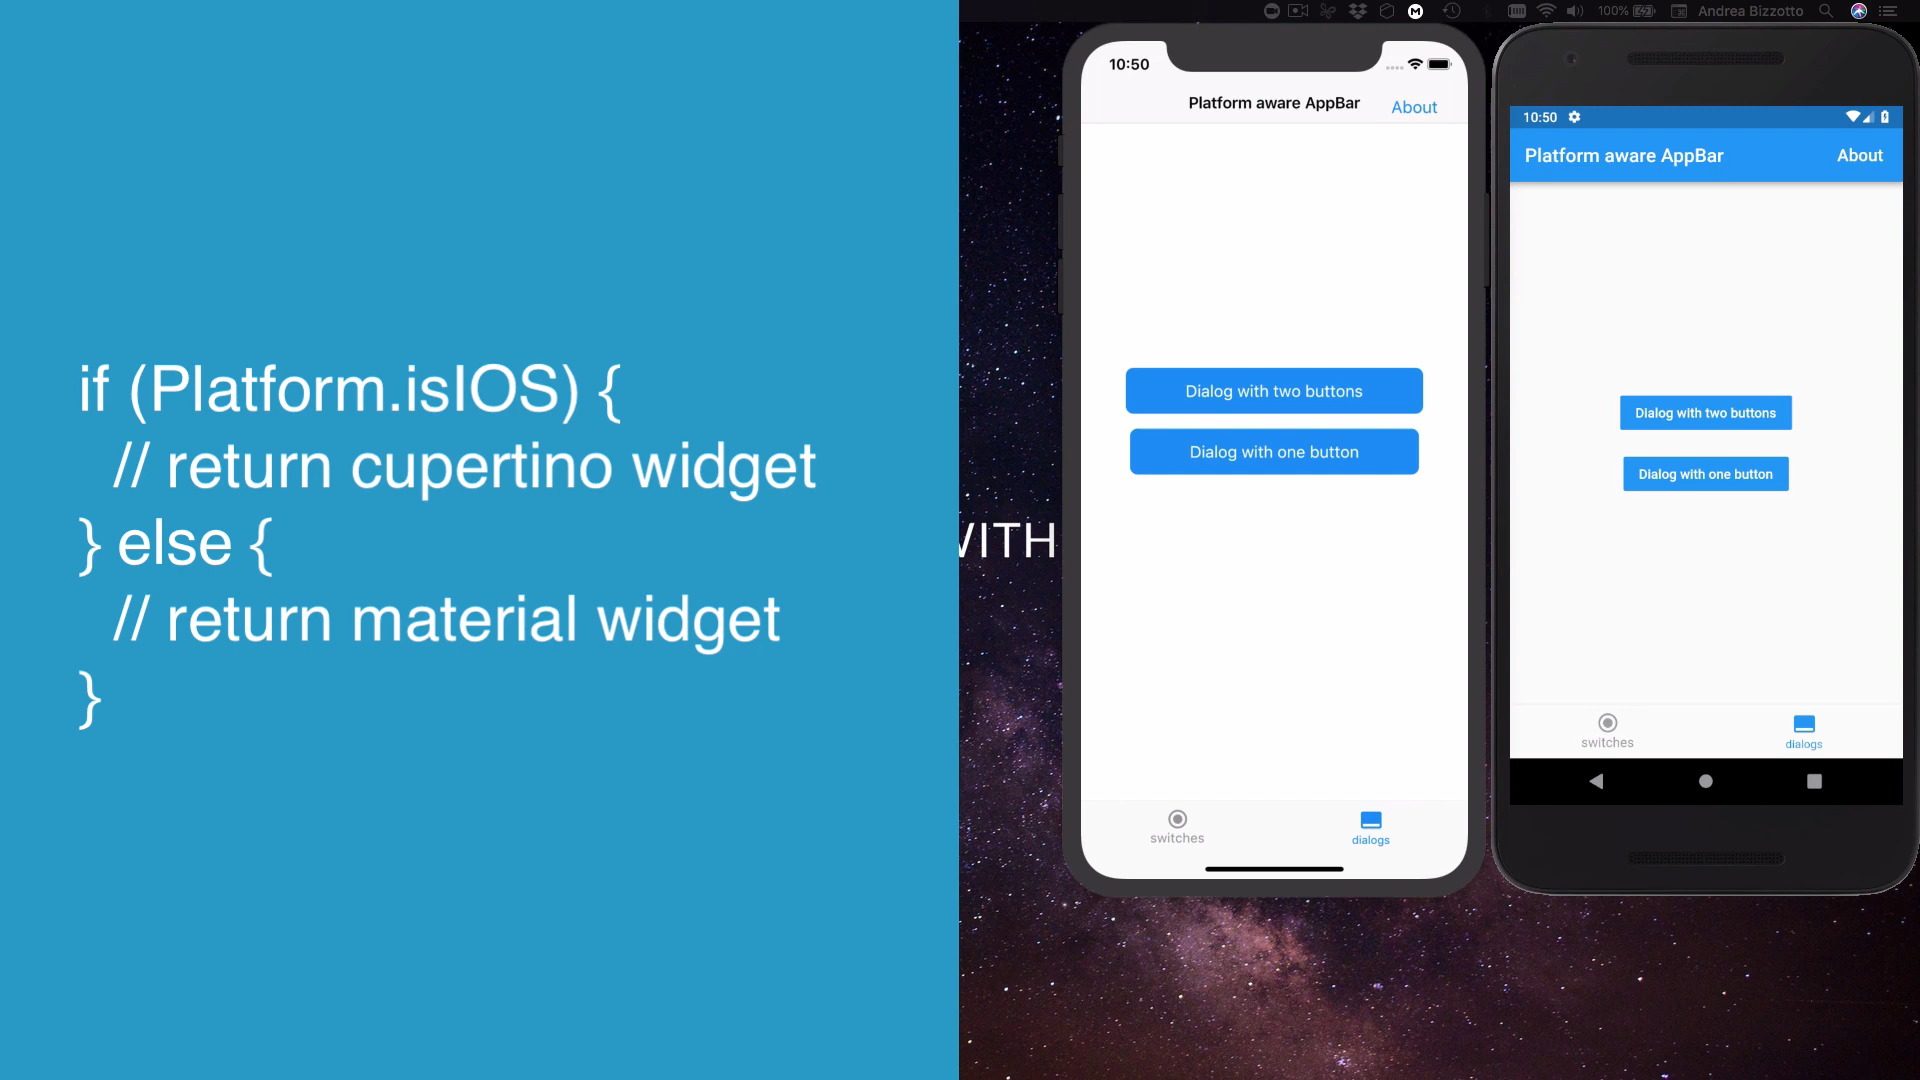 if (Platform.isIOS) {
// return cupertino widget
} else {
// return material widget
}
100%
Andrea Bizzotto
WITH
10:50
Platform aware AppBar
About
Dialog with two buttons
Dialog with one button
switches
dialogs
10:50
Platform aware AppBar
About
Dialog with two buttons
Dialog with one button
switches
dialogs